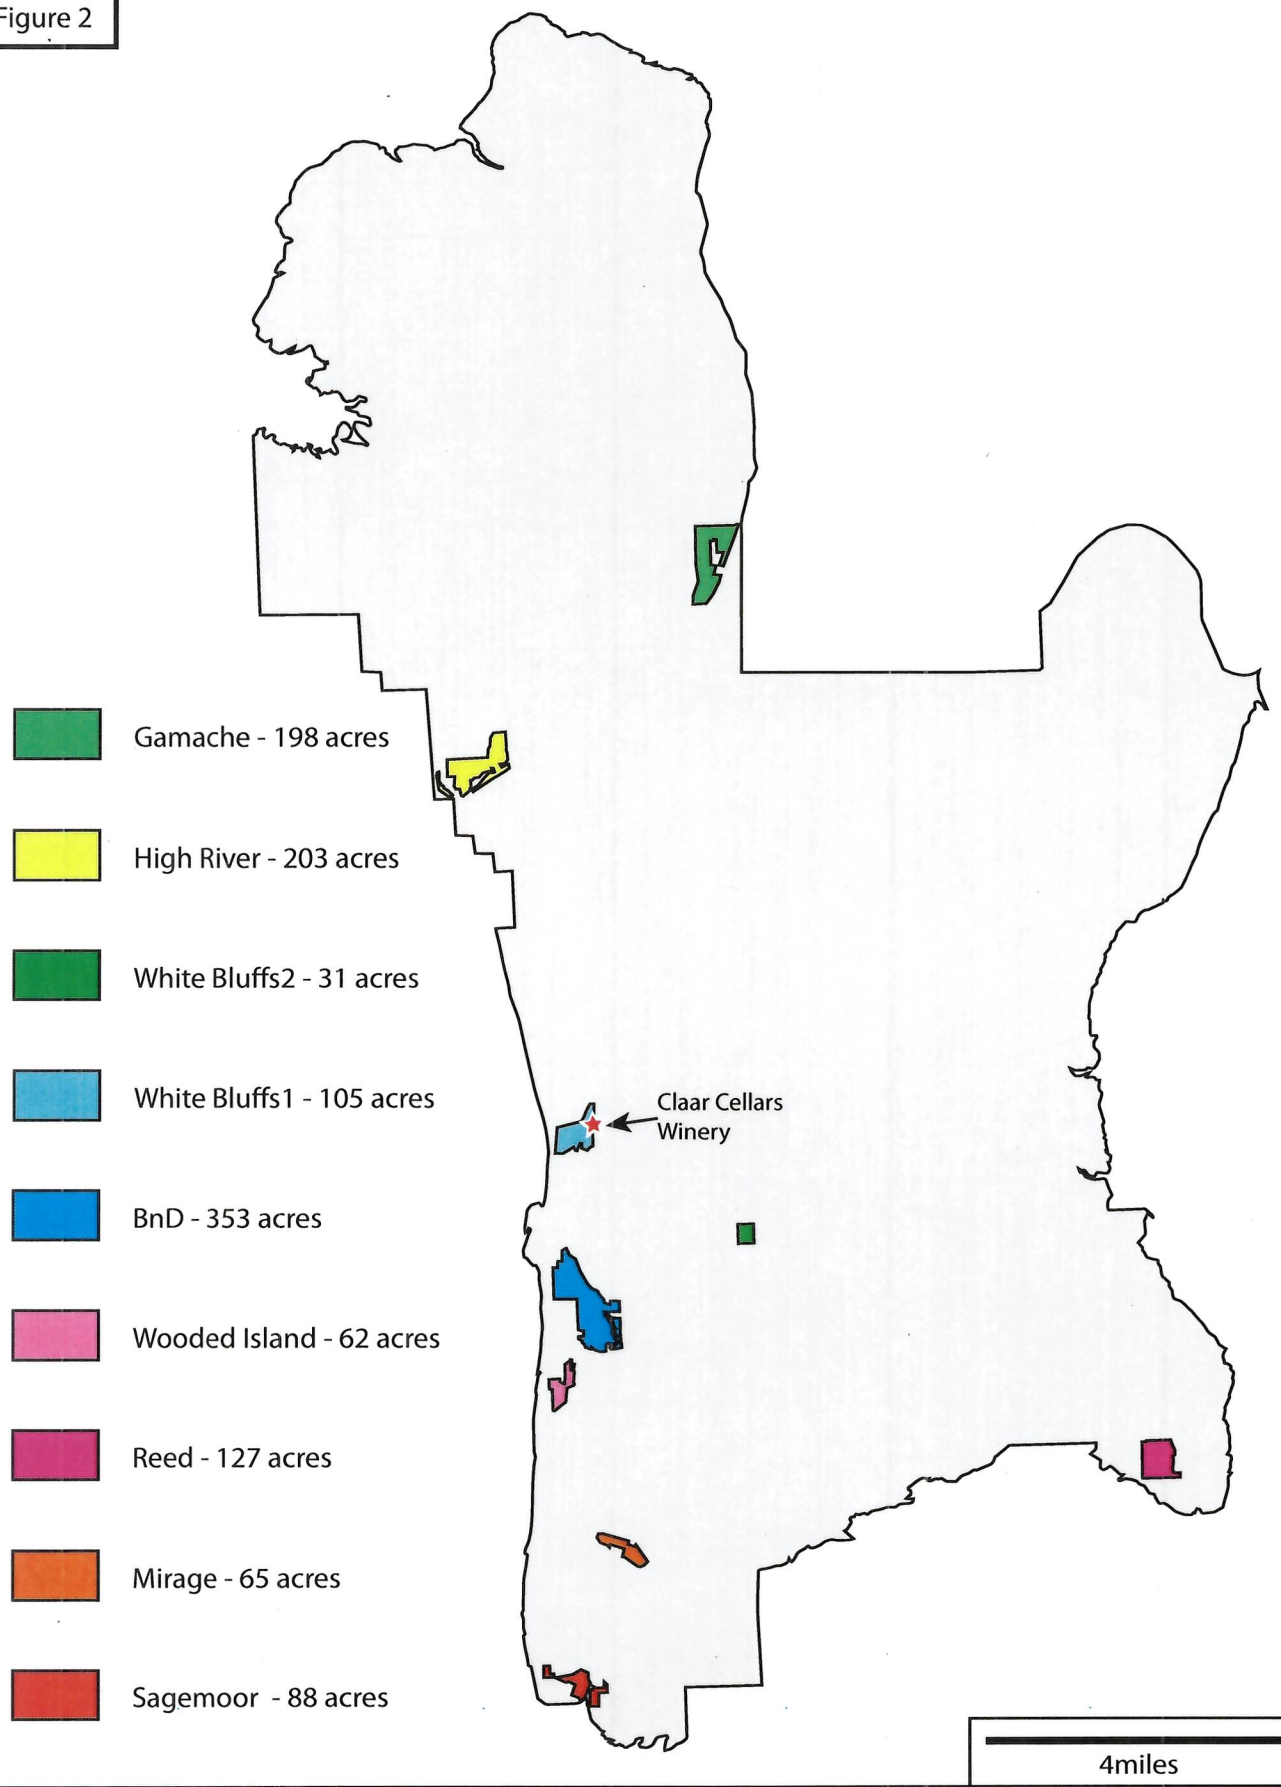 Figure 2
Gamache - 198 acres
High River - 203 acres
White Bluffs2 - 31 acres
White Bluffs1 - 105 acres
Claar Cellars
Winery
BnD - 353 acres
Wooded Island - 62 acres
Reed - 127 acres
Mirage - 65 acres
Sagemoor - 88 acres
4miles